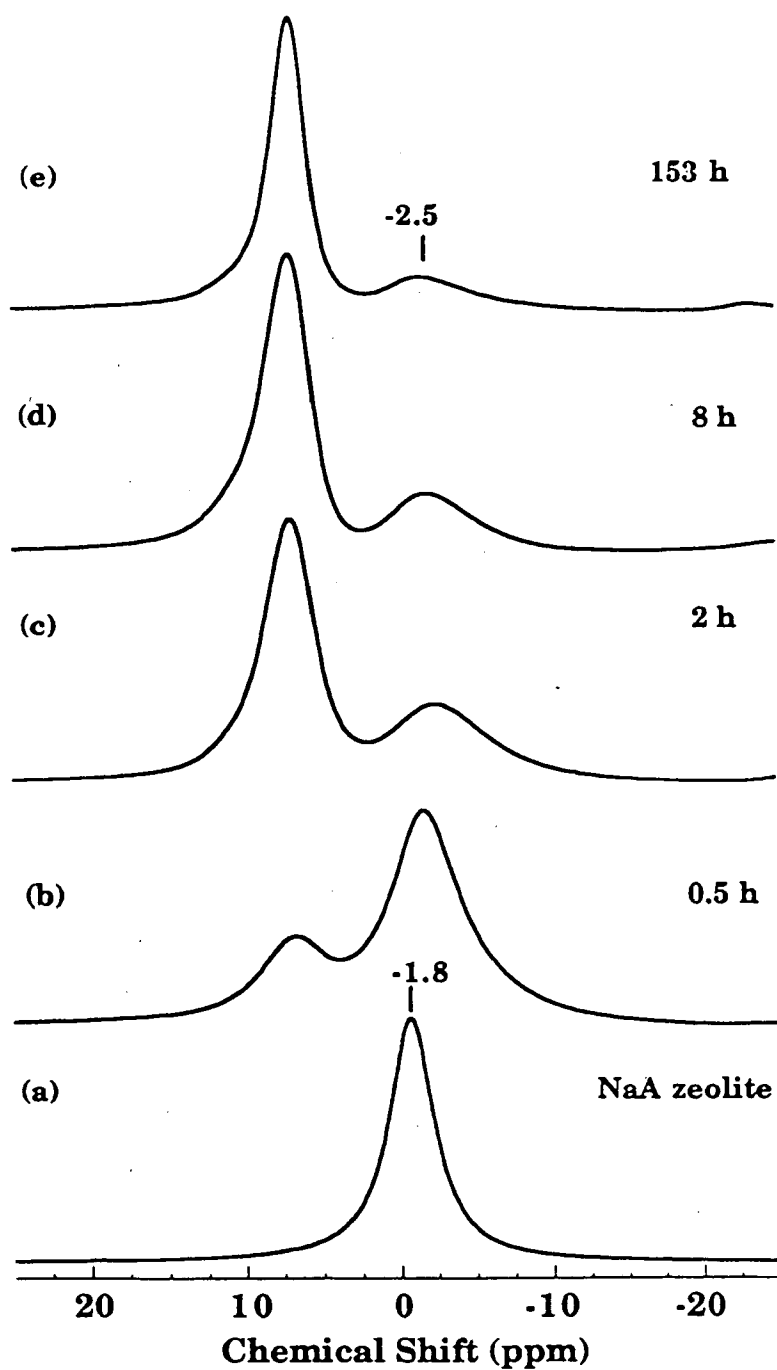 (e) 153 h
-2.5
(d) 8 h
(c) 2 h
(b) 0.5 h
-1.8
(a) NaA zeolite
20 10 0 -10 -20
Chemical Shift (ppm)